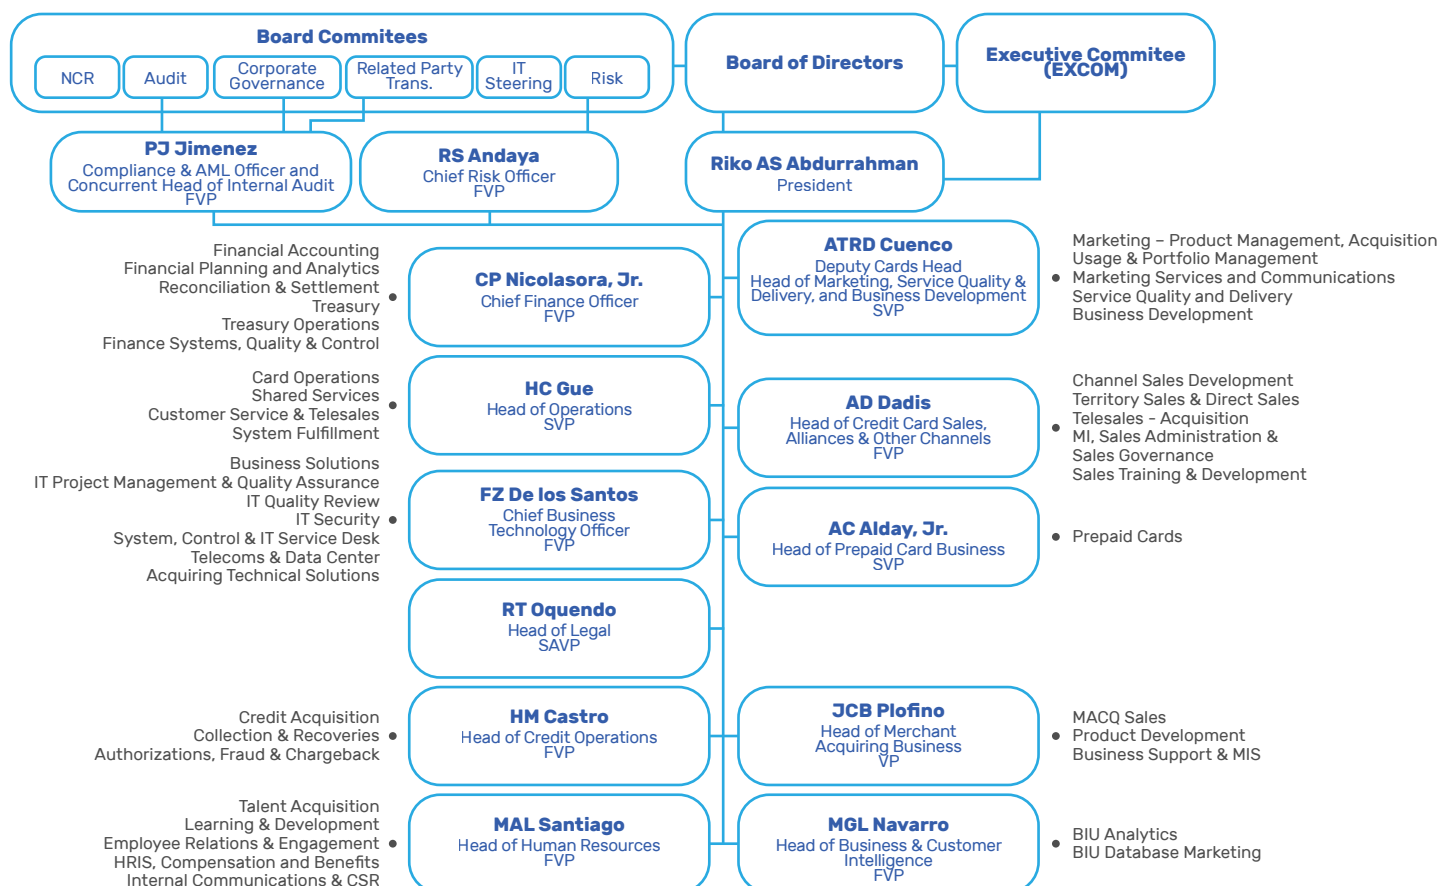 Board Commitees
NCR
Audit
Corporate
Governance
Related Party
Trans.
IT
Steering
Risk
Board of Directors
Executive Commitee
(EXCOM)
PJ Jimenez
Compliance & AML Officer and
Concurrent Head of Internal Audit
FVP
RS Andaya
Chief Risk Officer
FVP
Riko AS Abdurrahman
President
Financial Accounting
Financial Planning and Analytics
Reconciliation & Settlement
Treasury
Treasury Operations
Finance Systems, Quality & Control
CP Nicolasora, Jr.
Chief Finance Officer
FVP
ATRD Cuenco
Deputy Cards Head
Head of Marketing, Service Quality &
Delivery, and Business Development
SVP
Marketing – Product Management, Acquisition
Usage & Portfolio Management
Marketing Services and Communications
Service Quality and Delivery
Business Development
Card Operations
Shared Services
Customer Service & Telesales
System Fulfillment
HC Gue
Head of Operations
SVP
AD Dadis
Head of Credit Card Sales,
Alliances & Other Channels
FVP
Channel Sales Development
Territory Sales & Direct Sales
Telesales - Acquisition
MI, Sales Administration &
Sales Governance
Sales Training & Development
Business Solutions
IT Project Management & Quality Assurance
IT Quality Review
IT Security
System, Control & IT Service Desk
Telecoms & Data Center
Acquiring Technical Solutions
FZ De los Santos
Chief Business
Technology Officer
FVP
AC Alday, Jr.
Head of Prepaid Card Business
SVP
Prepaid Cards
RT Oquendo
Head of Legal
SAVP
Credit Acquisition
Collection & Recoveries
Authorizations, Fraud & Chargeback
HM Castro
Head of Credit Operations
FVP
JCB Plofino
Head of Merchant
Acquiring Business
VP
MACQ Sales
Product Development
Business Support & MIS
Talent Acquisition
Learning & Development
Employee Relations & Engagement
HRIS, Compensation and Benefits
Internal Communications & CSR
MAL Santiago
Head of Human Resources
FVP
MGL Navarro
Head of Business & Customer
Intelligence
FVP
BIU Analytics
BIU Database Marketing